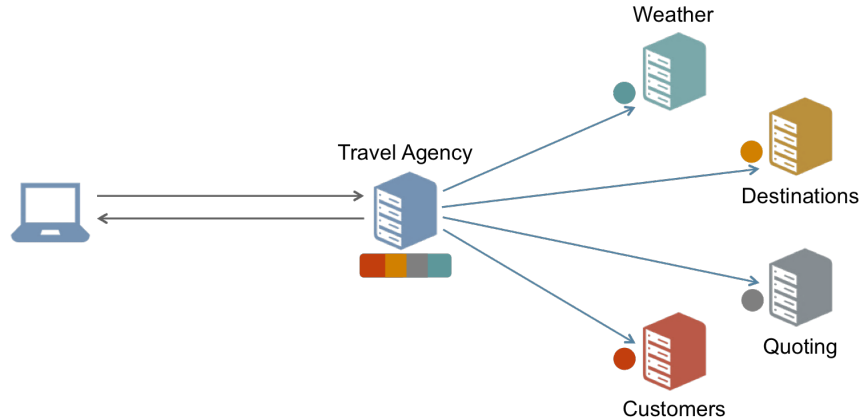 Weather
Travel Agency
Destinations
Quoting
Customers